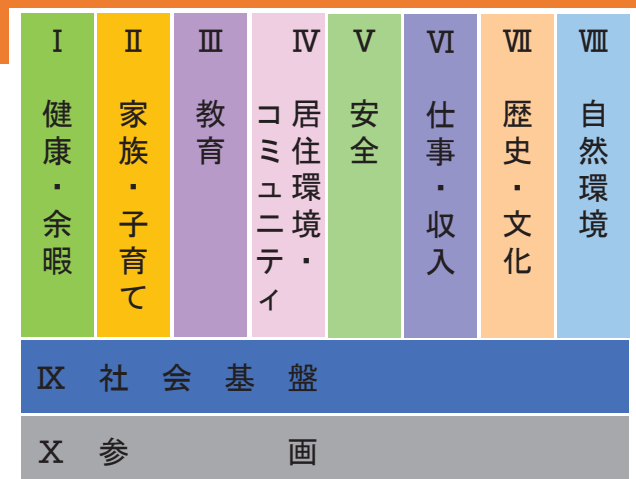 Ⅰ 健康・余暇
Ⅱ 家族・子育て
Ⅲ 教育
Ⅳ 居住環境・
コミュニティ
Ⅴ 安全
Ⅵ 仕事・収入
Ⅶ 歴史・文化
Ⅷ 自然環境
Ⅸ 社会基盤
Ⅹ 参画